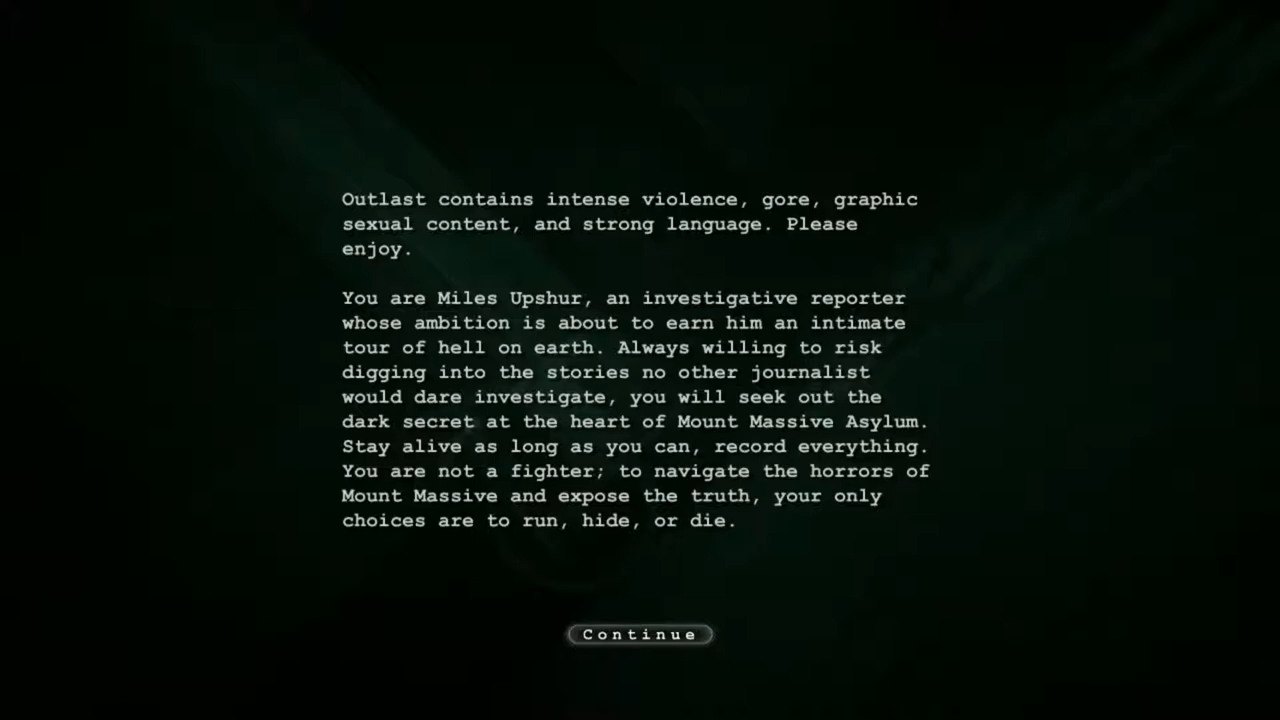 Outlast contains intense violence, gore, graphic
sexual content, and strong language. Please
enjoy.
You are Miles Upshur, an investigative reporter
whose ambition is about to earn him an intimate
tour of hell on earth. Always willing to risk
digging into the stories no other journalist
would dare investigate, you will seek out the
dark secret at the heart of Mount Massive Asylum.
Stay alive as long as you can, record everything.
You are not a fighter; to navigate the horrors of
Mount Massive and expose the truth, your only
choices are to run, hide, or die.
Continue